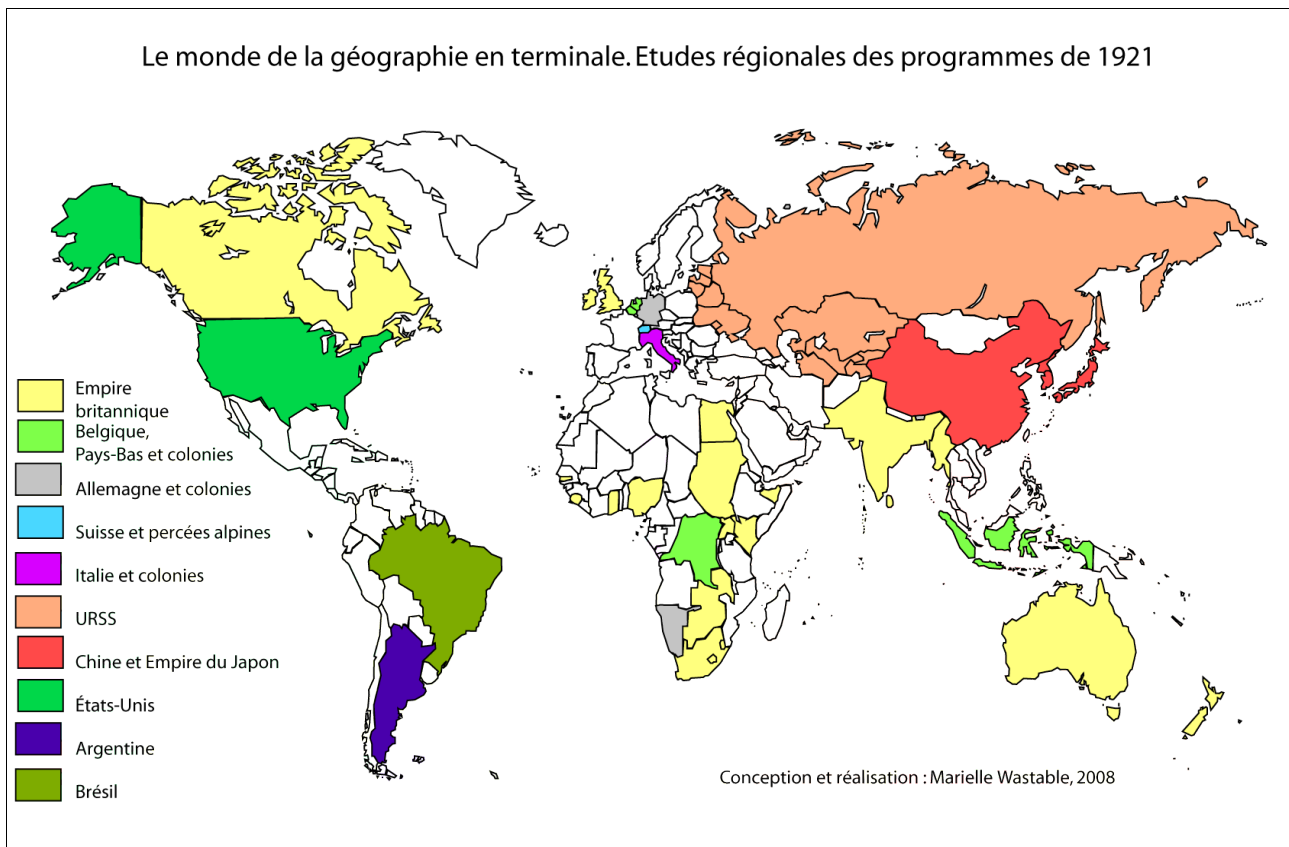 Le monde de la géographie en terminale. Etudes régionales des programmes de 1921
Empire
britannique
Belgique,
Pays-Bas et colonies
Allemagne et colonies
Suisse et percées alpines
Italie et colonies
URSS
Chine et Empire du Japon
États-Unis
Argentine
Brésil
Conception et réalisation : Marielle Wastable, 2008